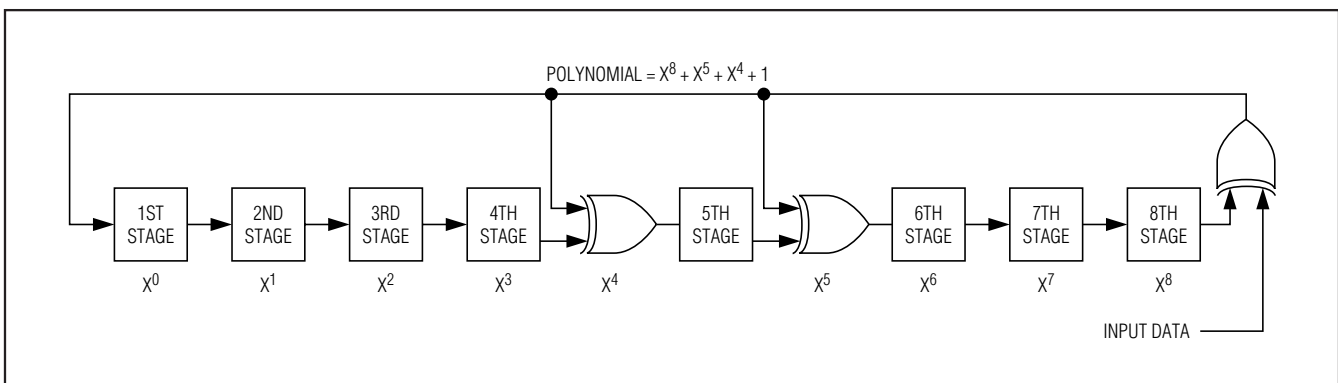 POLYNOMIAL = X⁸ + X⁵ + X⁴ + 1
1ST
STAGE
2ND
STAGE
3RD
STAGE
4TH
STAGE
5TH
STAGE
6TH
STAGE
7TH
STAGE
8TH
STAGE
X⁰
X¹
X²
X³
X⁴
X⁵
X⁶
X⁷
X⁸
INPUT DATA